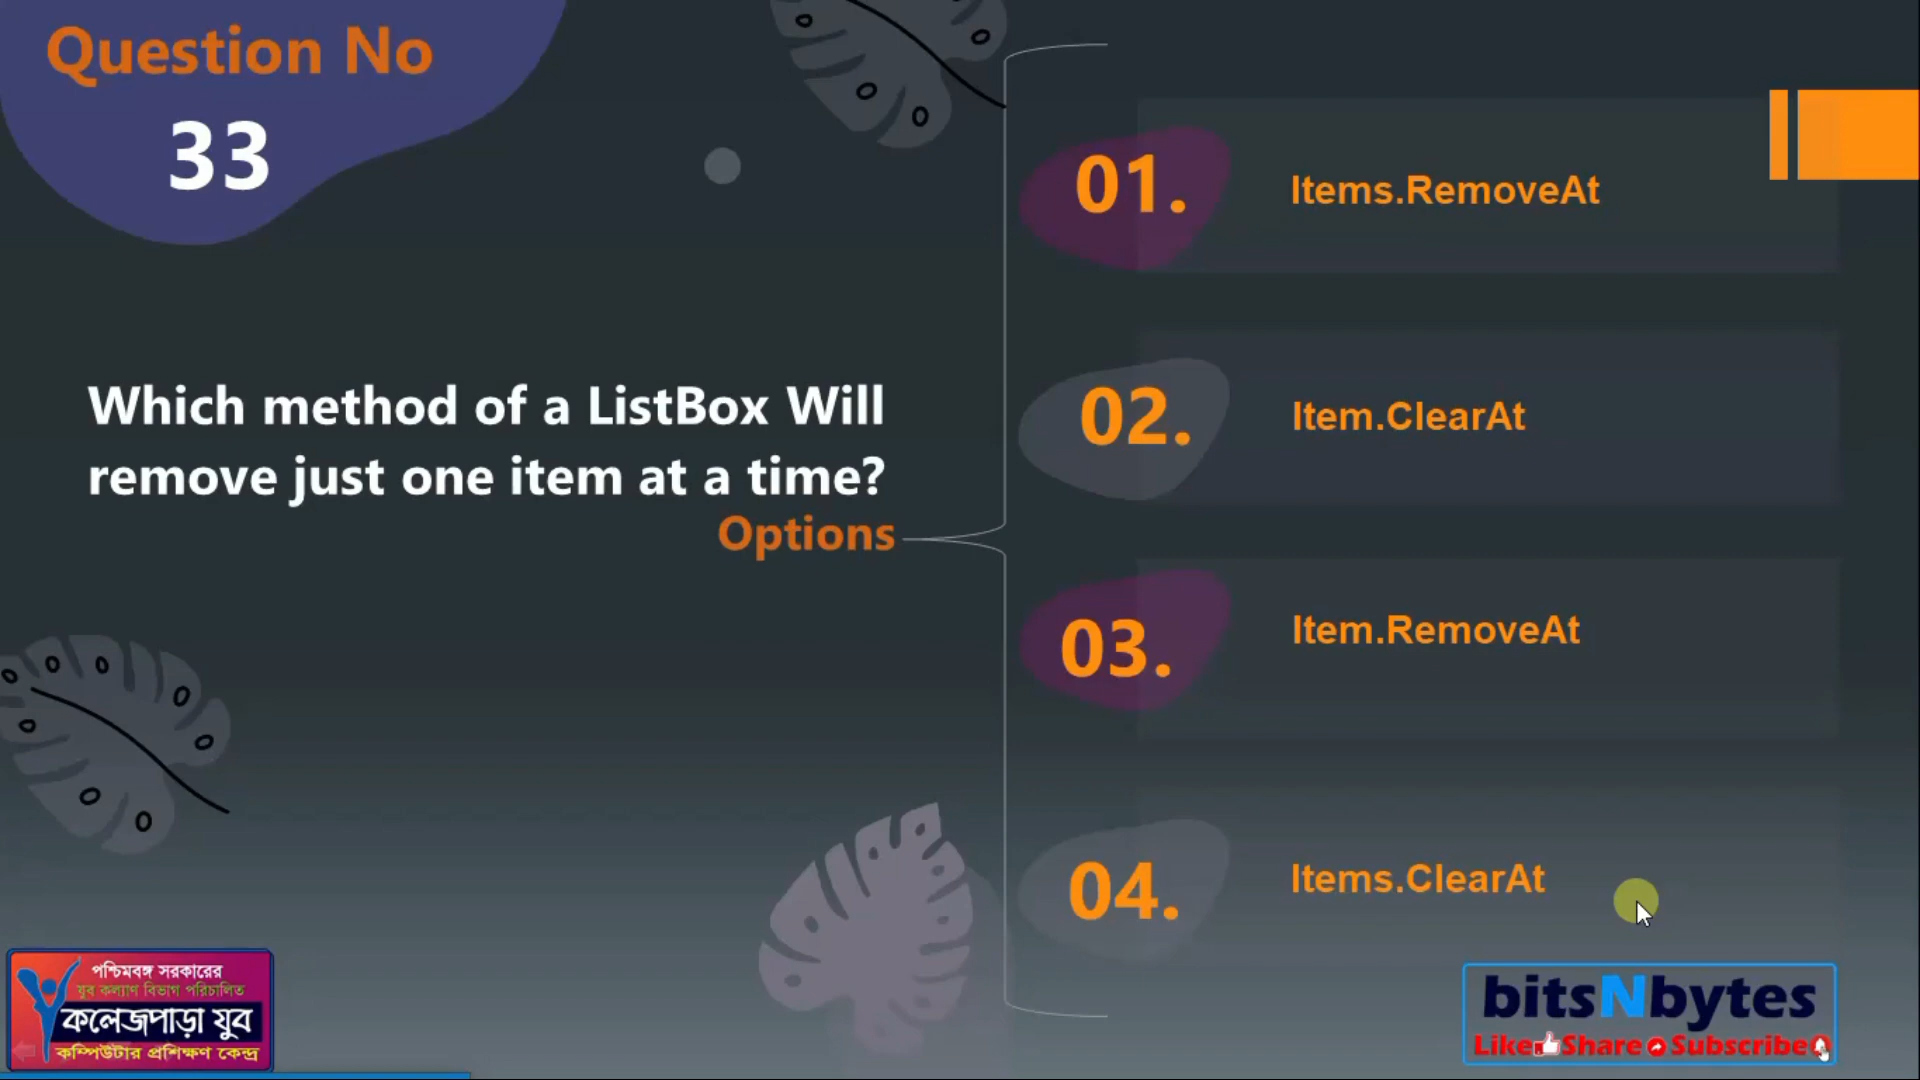 Question No
33
Which method of a ListBox Will
remove just one item at a time?
Options
01.
Items.RemoveAt
02.
Item.ClearAt
03.
Item.RemoveAt
04.
Items.ClearAt
পশ্চিমবঙ্গ সরকারের
যুব কল্যাণ বিভাগ পরিচালিত
কলেজপাড়া যুব
কম্পিউটার প্রশিক্ষণ কেন্দ্র
bitsNbytes
Like Share Subscribe